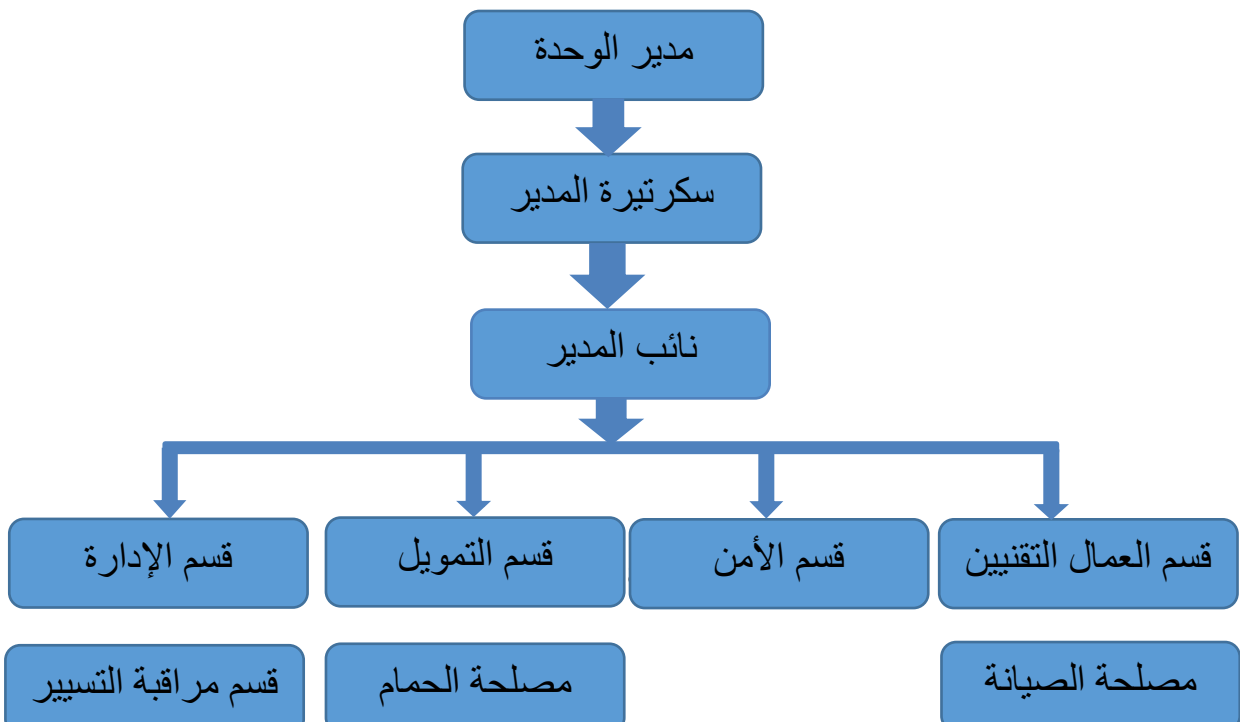 مدير الوحدة
سكرتيرة المدير
نائب المدير
قسم العمال التقنيين
قسم الأمن
قسم التمويل
قسم الإدارة
مصلحة الصيانة
مصلحة الحمام
قسم مراقبة التسيير